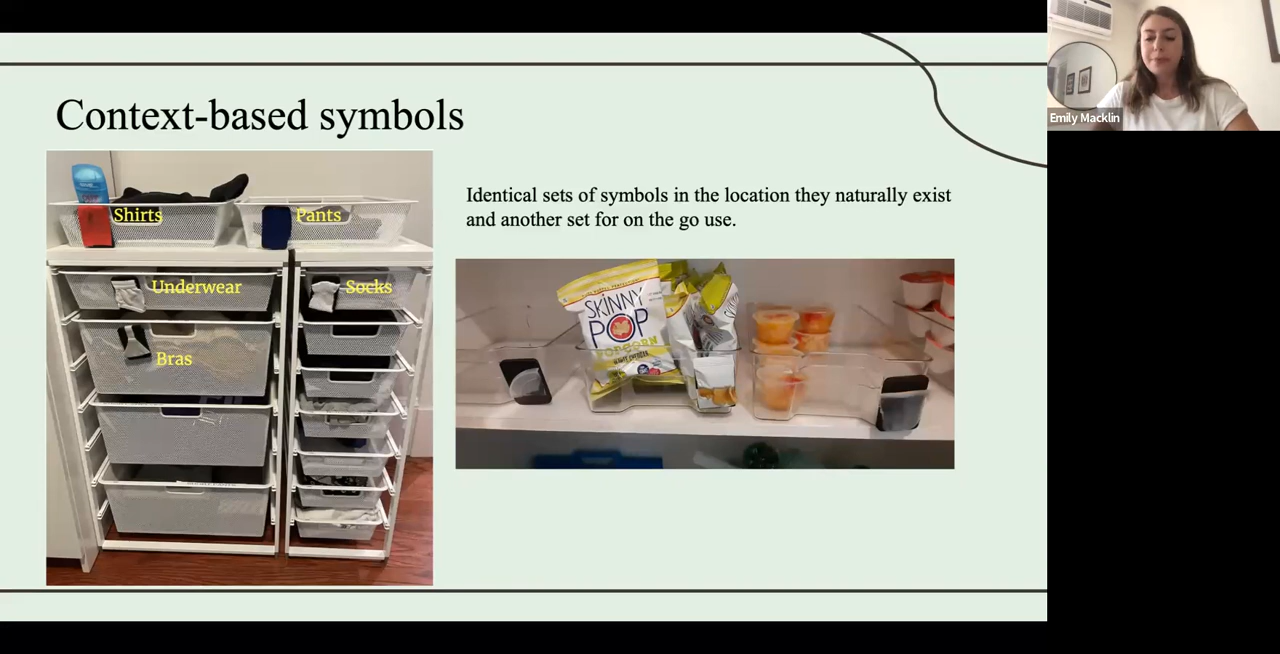 Context-based symbols
Shirts
Pants
Underwear
Socks
Bras
Identical sets of symbols in the location they naturally exist
and another set for on the go use.
SKINNY
POP
POPCORN
Emily Macklin